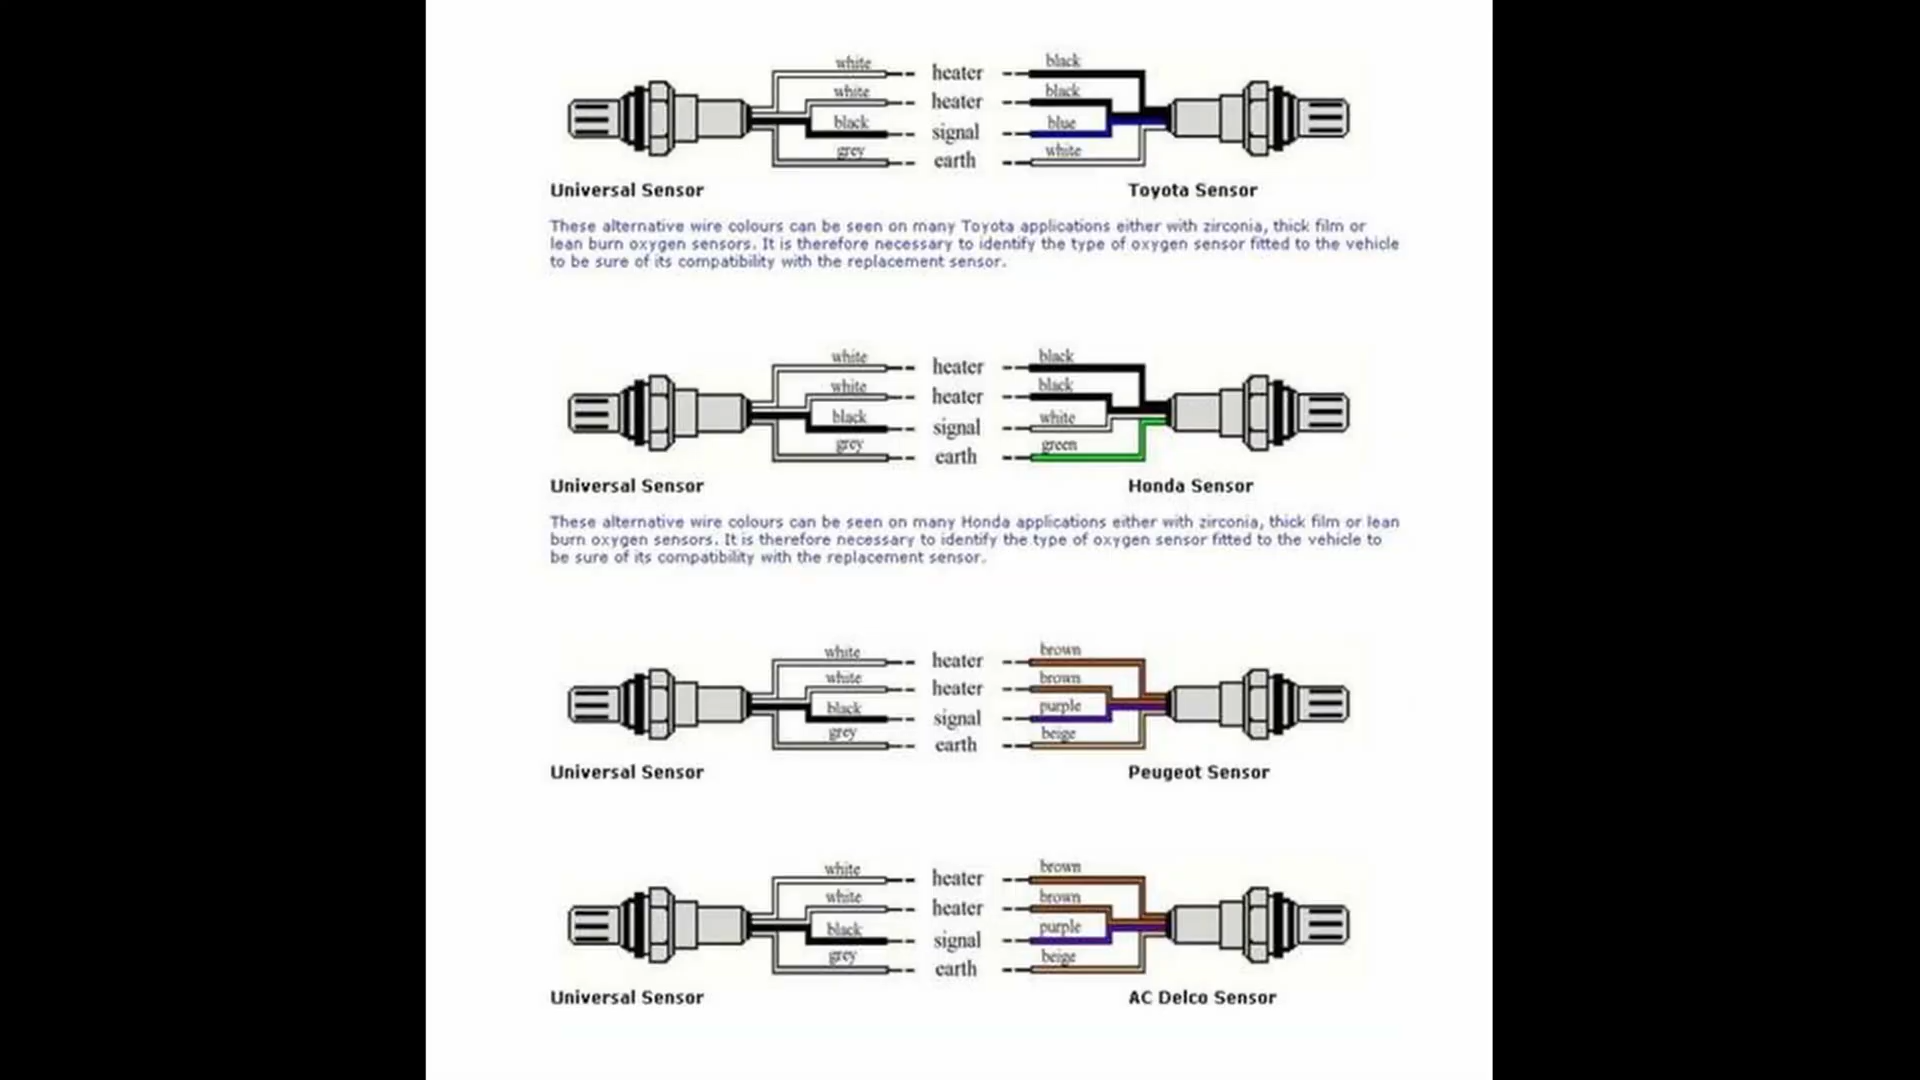 white heater black
white heater black
black signal blue
grey earth white
Universal Sensor Toyota Sensor
These alternative wire colours can be seen on many Toyota applications either with zirconia, thick film or
lean burn oxygen sensors. It is therefore necessary to identify the type of oxygen sensor fitted to the vehicle
to be sure of its compatibility with the replacement sensor.
white heater black
white heater black
black signal white
grey earth green
Universal Sensor Honda Sensor
These alternative wire colours can be seen on many Honda applications either with zirconia, thick film or lean
burn oxygen sensors. It is therefore necessary to identify the type of oxygen sensor fitted to the vehicle to
be sure of its compatibility with the replacement sensor.
white heater brown
white heater brown
black signal purple
grey earth beige
Universal Sensor Peugeot Sensor
white heater brown
white heater brown
black signal purple
grey earth beige
Universal Sensor AC Delco Sensor